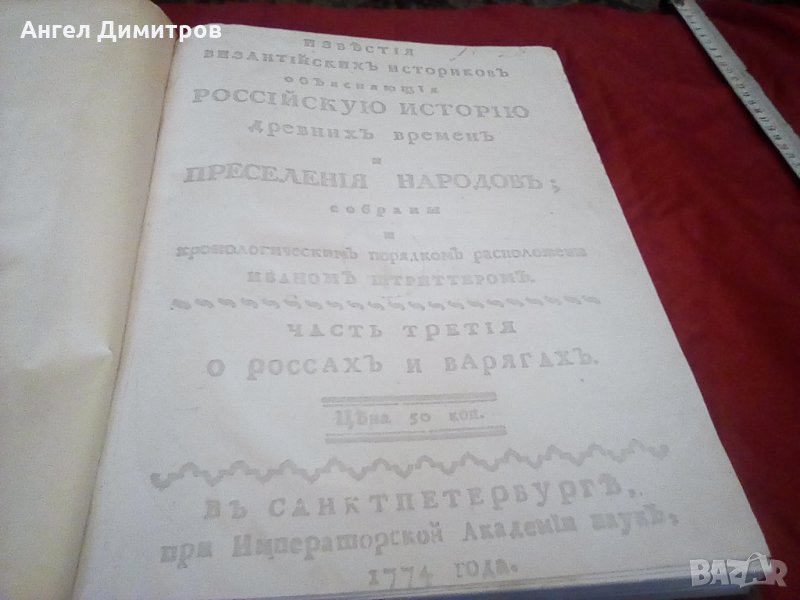 Ангел Димитров
ИЗВѢСТІЯ
ВИЗАНТІЙСКИХЪ ИСТОРИКОВЪ
объясняющія
РОССІЙСКУЮ ИСТОРІЮ
древнихъ временъ
и
ПРЕСЕЛЕНІЯ НАРОДОВЪ;
собраны
и
хронологическимъ порядкомъ расположены
ИВАНОМЪ ШТРИТТЕРОМЪ.
ЧАСТЬ ТРЕТІЯ
О РОССАХЪ И ВАРЯГАХЪ.
Цѣна 50 коп.
ВЪ САНКТПЕТЕРБУРГѢ,
при Императорской Академіи наукъ,
1774 года.
BAZAR